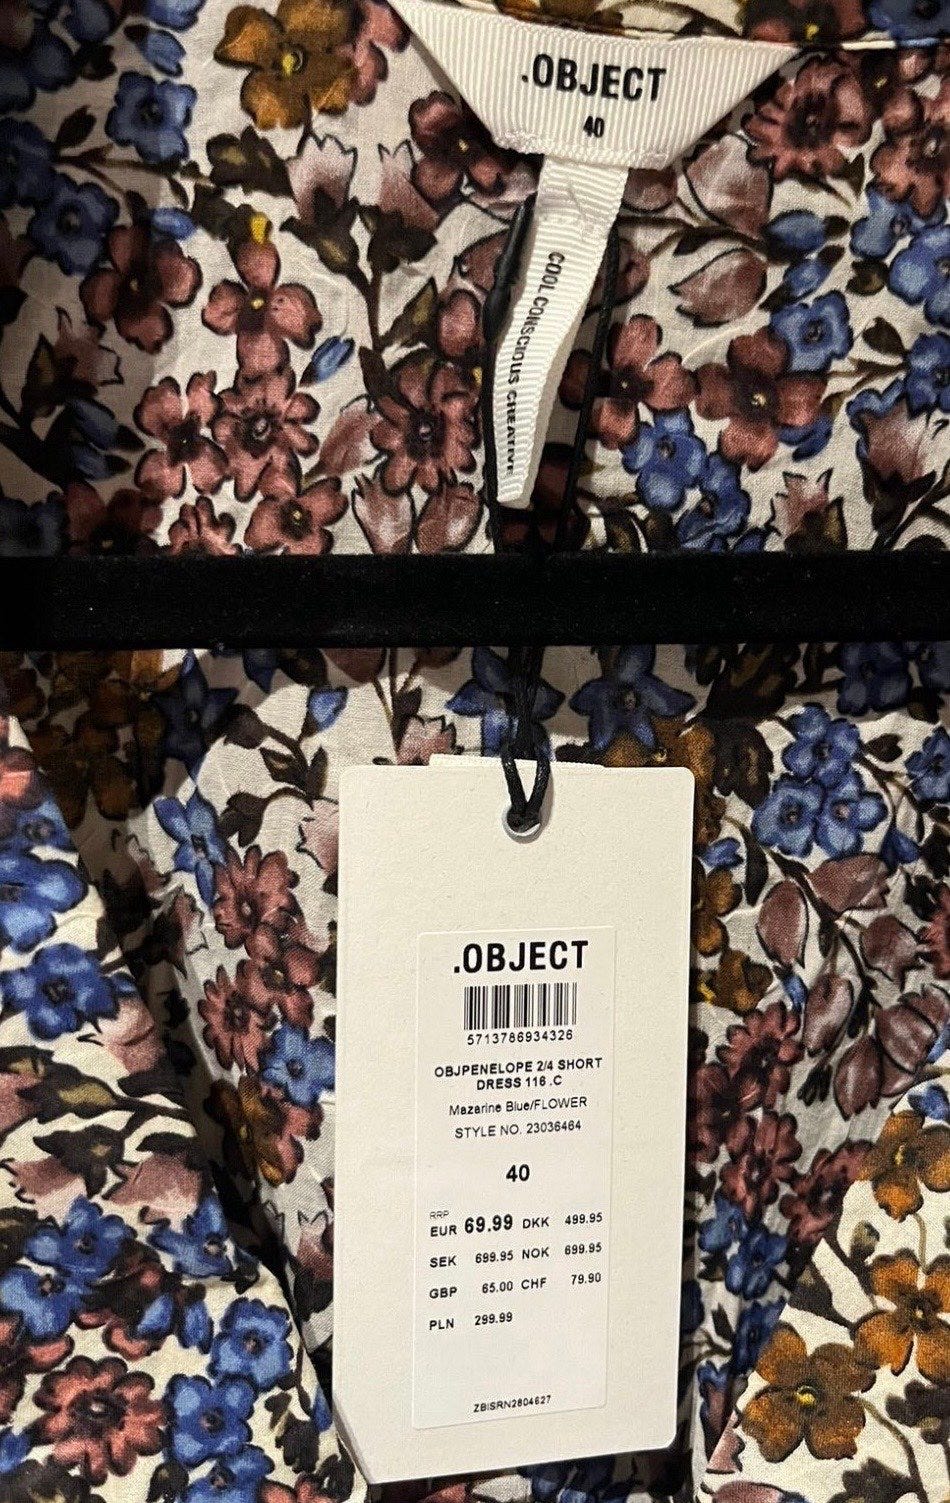 .OBJECT
40
COOL CONSCIOUS CREATIVE
.OBJECT
5713786934326
OBJPENELOPE 2/4 SHORT
DRESS 116 .C
Mazarine Blue/FLOWER
STYLE NO. 23036464
40
RRP
EUR 69.99 DKK 499.95
SEK 699.95 NOK 699.95
GBP 65.00 CHF 79.90
PLN 299.99
ZBISRN2804627